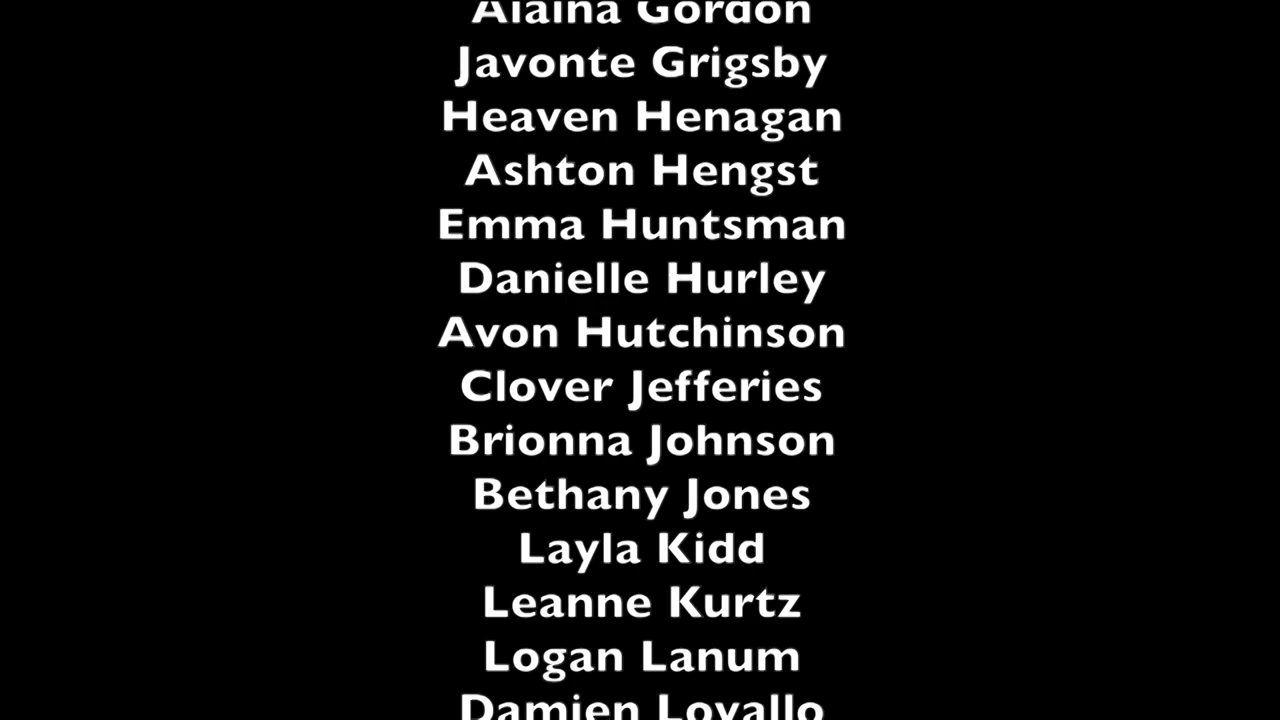 Alaina Gordon
Javonte Grigsby
Heaven Henagan
Ashton Hengst
Emma Huntsman
Danielle Hurley
Avon Hutchinson
Clover Jefferies
Brionna Johnson
Bethany Jones
Layla Kidd
Leanne Kurtz
Logan Lanum
Damien Lovallo